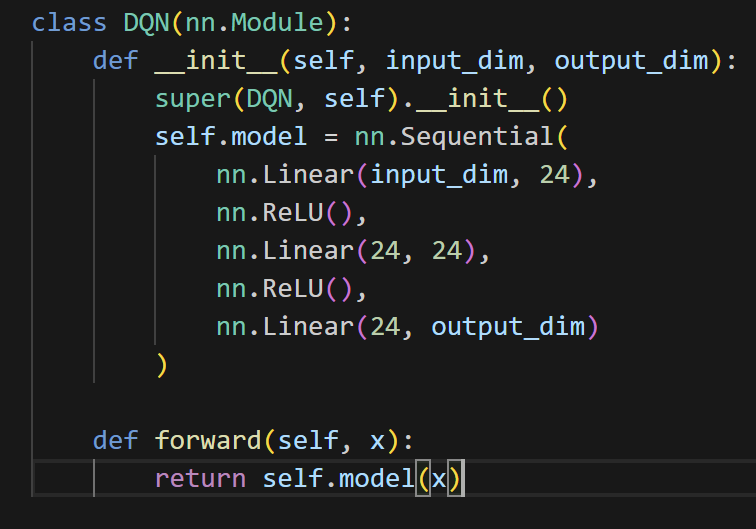 class DQN(nn.Module):
    def __init__(self, input_dim, output_dim):
        super(DQN, self).__init__()
        self.model = nn.Sequential(
            nn.Linear(input_dim, 24),
            nn.ReLU(),
            nn.Linear(24, 24),
            nn.ReLU(),
            nn.Linear(24, output_dim)
        )
    def forward(self, x):
        return self.model(x)